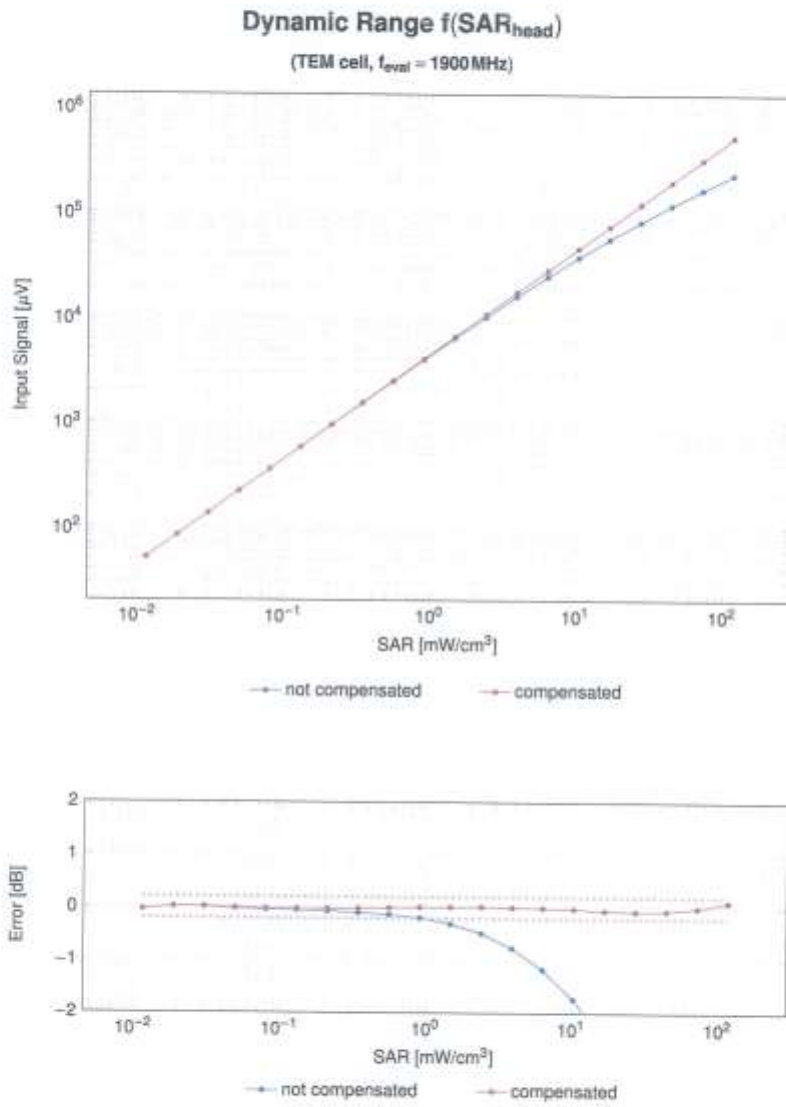 Dynamic Range f(SARhead)
(TEM cell, feval = 1900 MHz)
10⁶
10⁵
10⁴
10³
10²
Input Signal [µV]
10⁻² 10⁻¹ 10⁰ 10¹ 10²
SAR [mW/cm³]
not compensated compensated
2
1
0
−1
−2
Error [dB]
10⁻² 10⁻¹ 10⁰ 10¹ 10²
SAR [mW/cm³]
not compensated compensated